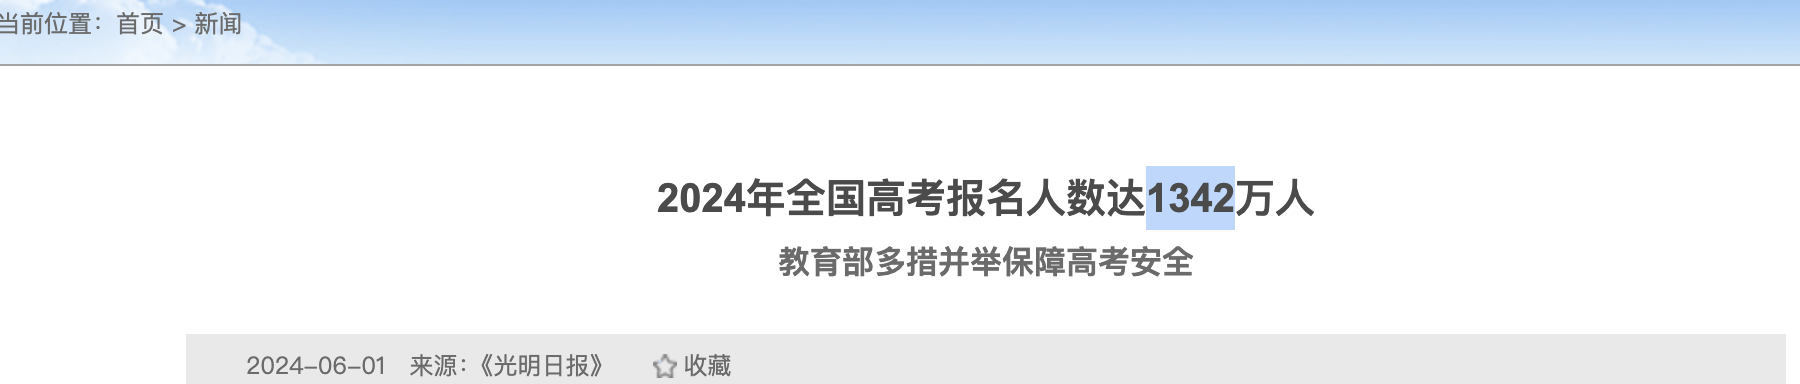 当前位置：首页 > 新闻
2024年全国高考报名人数达1342万人
教育部多措并举保障高考安全
2024-06-01 来源：《光明日报》 收藏